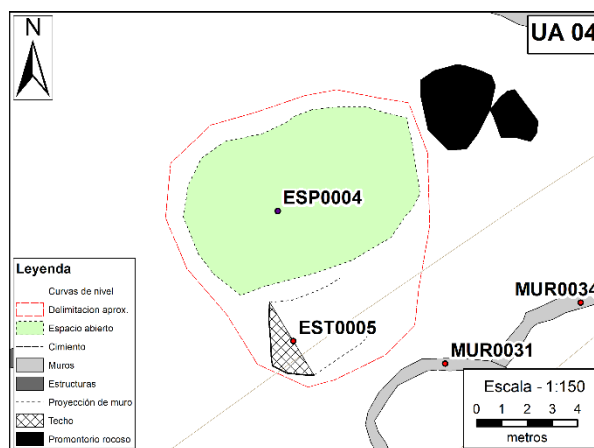 N
UA 04
ESP0004
EST0005
MUR0034
MUR0031
Leyenda
Curvas de nivel
Dalimitacion aprox.
Espacio abierto
Cimiento
Muros
Estructuras
Proyección de muro
Techo
Promontorio rocoso
Escala - 1:150
0 1 2 3 4
metros